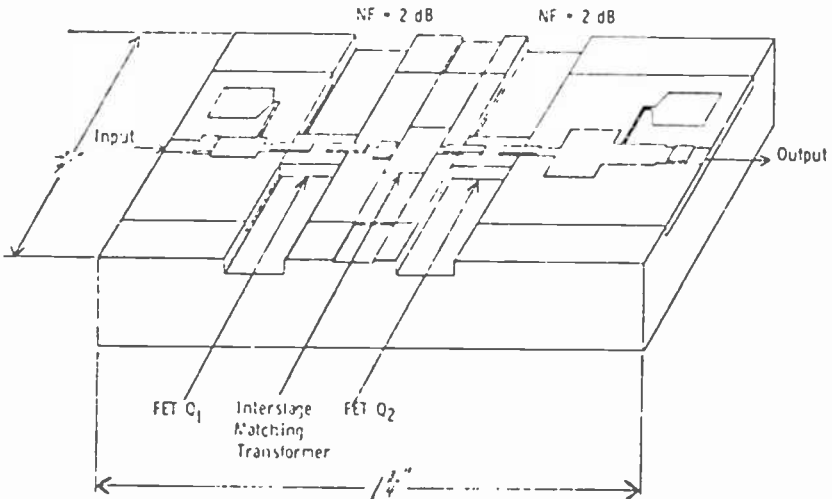 NF = 2 dB
NF = 2 dB
Input
Output
FET Q1
Interstage
Matching
Transformer
FET Q2